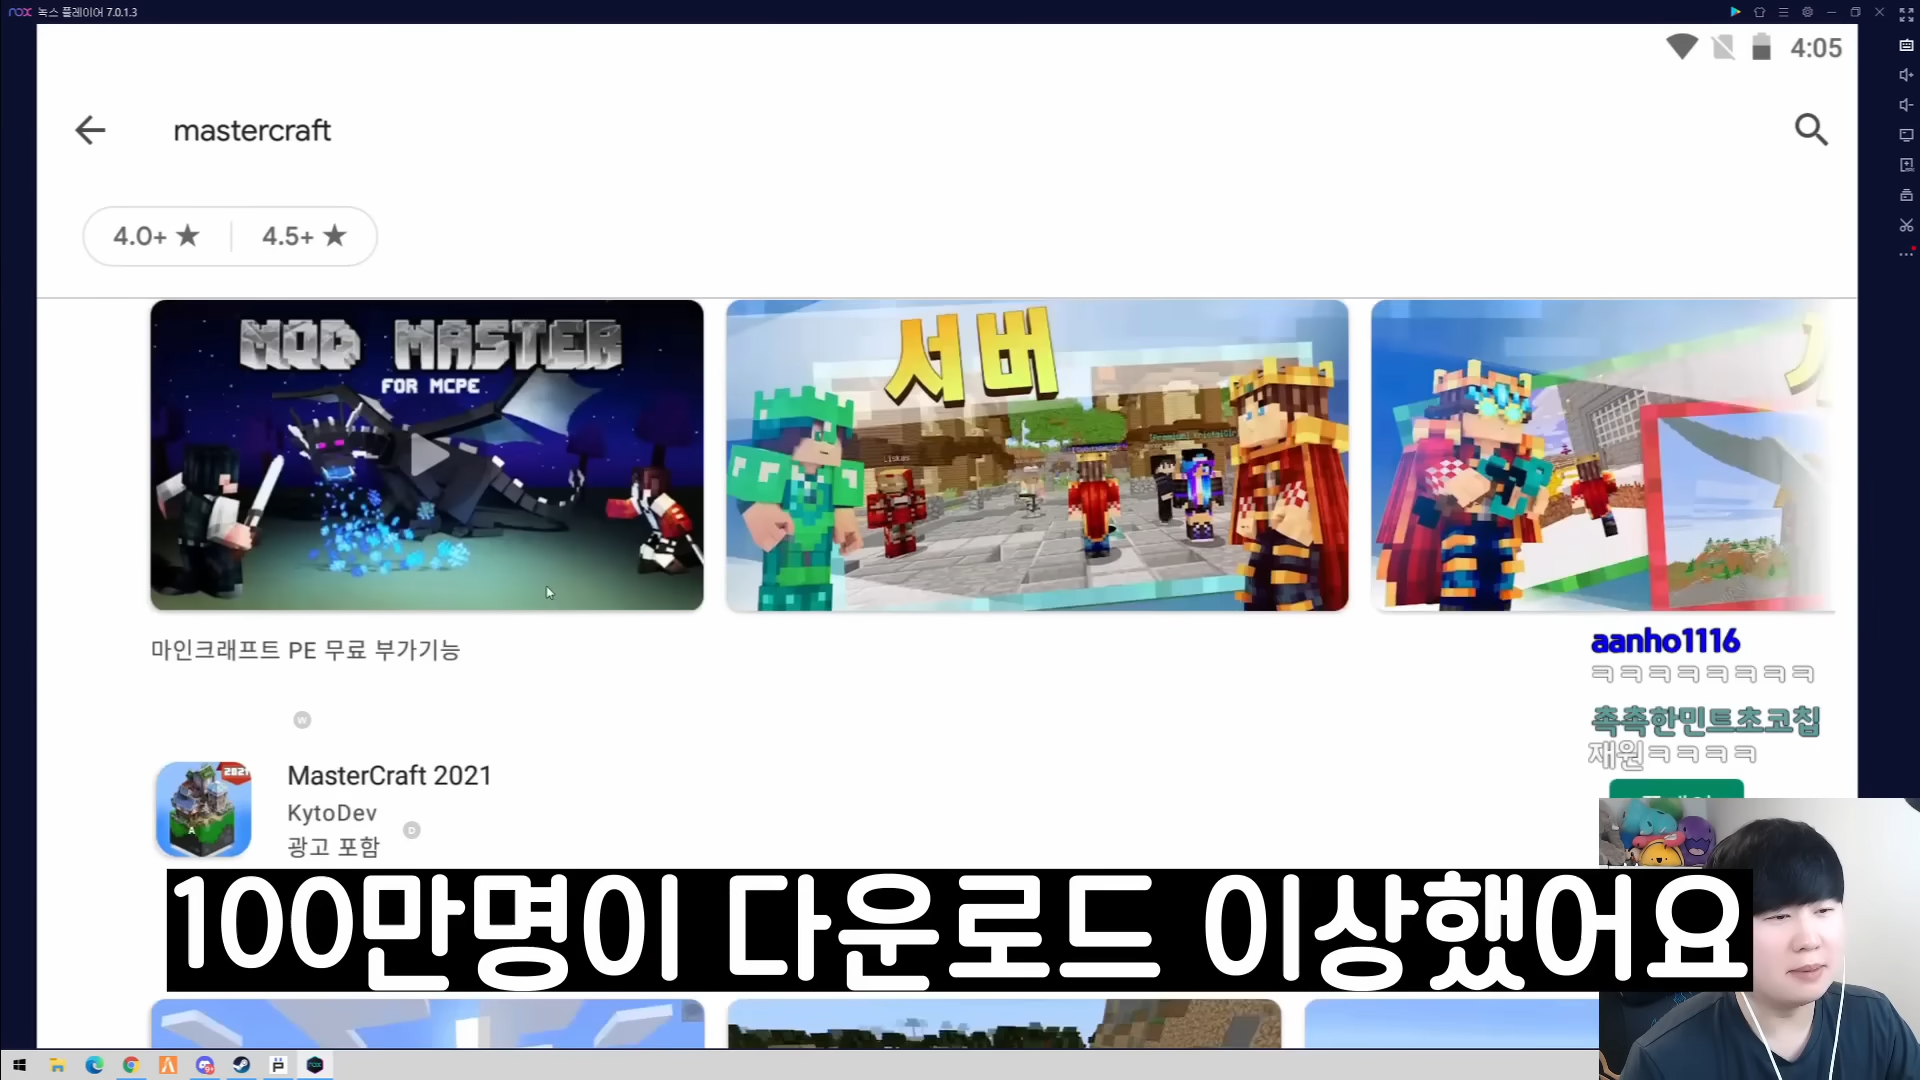 nox 녹스 플레이어 7.0.1.3
4:05
mastercraft
4.0+ ★ 4.5+ ★
MOD MASTER
FOR MCPE
서버
마인크래프트 PE 무료 부가기능
aanho1116
ㅋㅋㅋㅋㅋㅋㅋㅋ
촉촉한민트초코칩
재원ㅋㅋㅋㅋ
W
2021
A
MasterCraft 2021
KytoDev
광고 포함
D
100만명이 다운로드 이상했어요